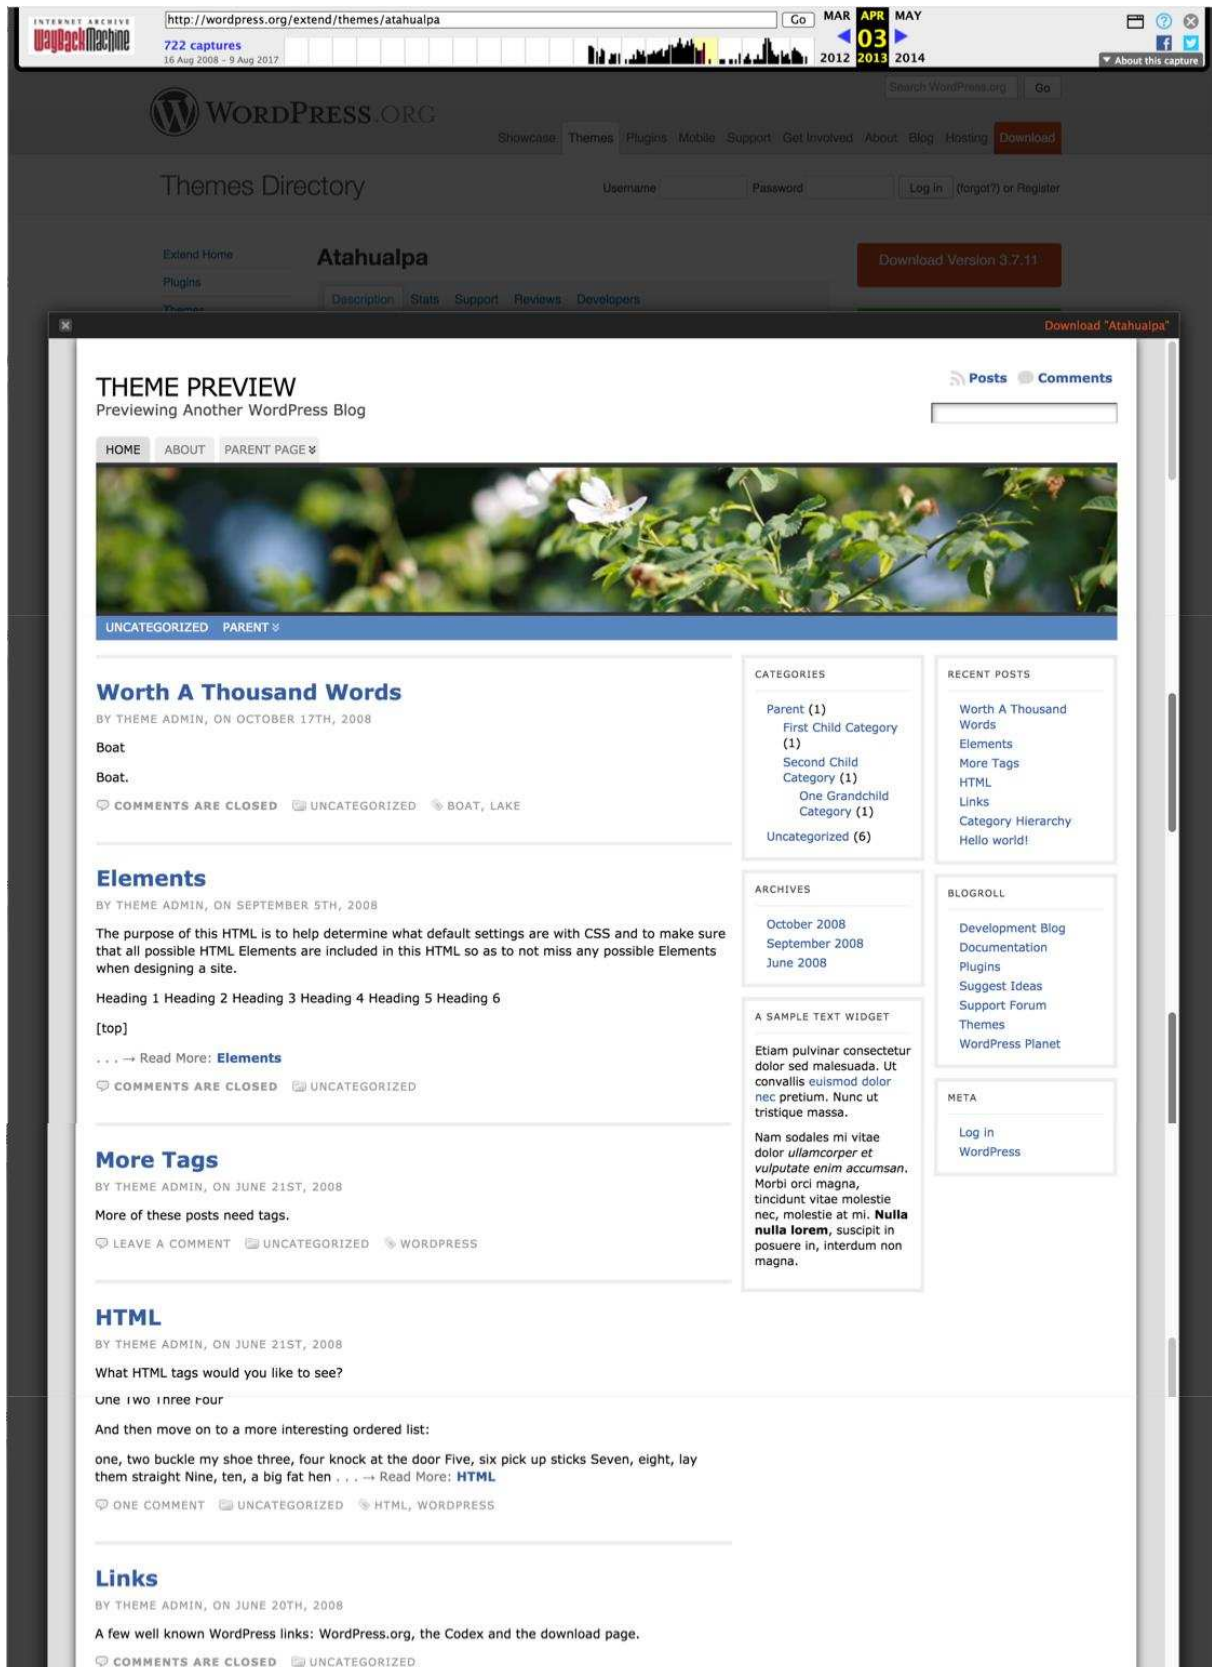 INTERNET ARCHIVE
WayBackMachine
http://wordpress.org/extend/themes/atahualpa
Go
MAR APR MAY
722 captures
03
16 Aug 2008 – 9 Aug 2017
2012 2013 2014
▼ About this capture
WORDPRESS.ORG
Search WordPress.org Go
Showcase Themes Plugins Mobile Support Get Involved About Blog Hosting Download
Themes Directory
Username Password Log in (forgot?) or Register
Extend Home
Plugins
Themes
Atahualpa
Download Version 3.7.11
Description Stats Support Reviews Developers
Download "Atahualpa"
THEME PREVIEW
Previewing Another WordPress Blog
Posts Comments
HOME ABOUT PARENT PAGE
UNCATEGORIZED PARENT
Worth A Thousand Words
BY THEME ADMIN, ON OCTOBER 17TH, 2008
Boat
Boat.
COMMENTS ARE CLOSED UNCATEGORIZED BOAT, LAKE
Elements
BY THEME ADMIN, ON SEPTEMBER 5TH, 2008
The purpose of this HTML is to help determine what default settings are with CSS and to make sure
that all possible HTML Elements are included in this HTML so as to not miss any possible Elements
when designing a site.
Heading 1 Heading 2 Heading 3 Heading 4 Heading 5 Heading 6
[top]
. . . → Read More: Elements
COMMENTS ARE CLOSED UNCATEGORIZED
More Tags
BY THEME ADMIN, ON JUNE 21ST, 2008
More of these posts need tags.
LEAVE A COMMENT UNCATEGORIZED WORDPRESS
HTML
BY THEME ADMIN, ON JUNE 21ST, 2008
What HTML tags would you like to see?
One Two Three Four
And then move on to a more interesting ordered list:
one, two buckle my shoe three, four knock at the door Five, six pick up sticks Seven, eight, lay
them straight Nine, ten, a big fat hen . . . → Read More: HTML
ONE COMMENT UNCATEGORIZED HTML, WORDPRESS
Links
BY THEME ADMIN, ON JUNE 20TH, 2008
A few well known WordPress links: WordPress.org, the Codex and the download page.
COMMENTS ARE CLOSED UNCATEGORIZED
CATEGORIES
Parent (1)
First Child Category
(1)
Second Child
Category (1)
One Grandchild
Category (1)
Uncategorized (6)
ARCHIVES
October 2008
September 2008
June 2008
A SAMPLE TEXT WIDGET
Etiam pulvinar consectetur
dolor sed malesuada. Ut
convallis euismod dolor
nec pretium. Nunc ut
tristique massa.
Nam sodales mi vitae
dolor ullamcorper et
vulputate enim accumsan.
Morbi orci magna,
tincidunt vitae molestie
nec, molestie at mi. Nulla
nulla lorem, suscipit in
posuere in, interdum non
magna.
RECENT POSTS
Worth A Thousand
Words
Elements
More Tags
HTML
Links
Category Hierarchy
Hello world!
BLOGROLL
Development Blog
Documentation
Plugins
Suggest Ideas
Support Forum
Themes
WordPress Planet
META
Log in
WordPress